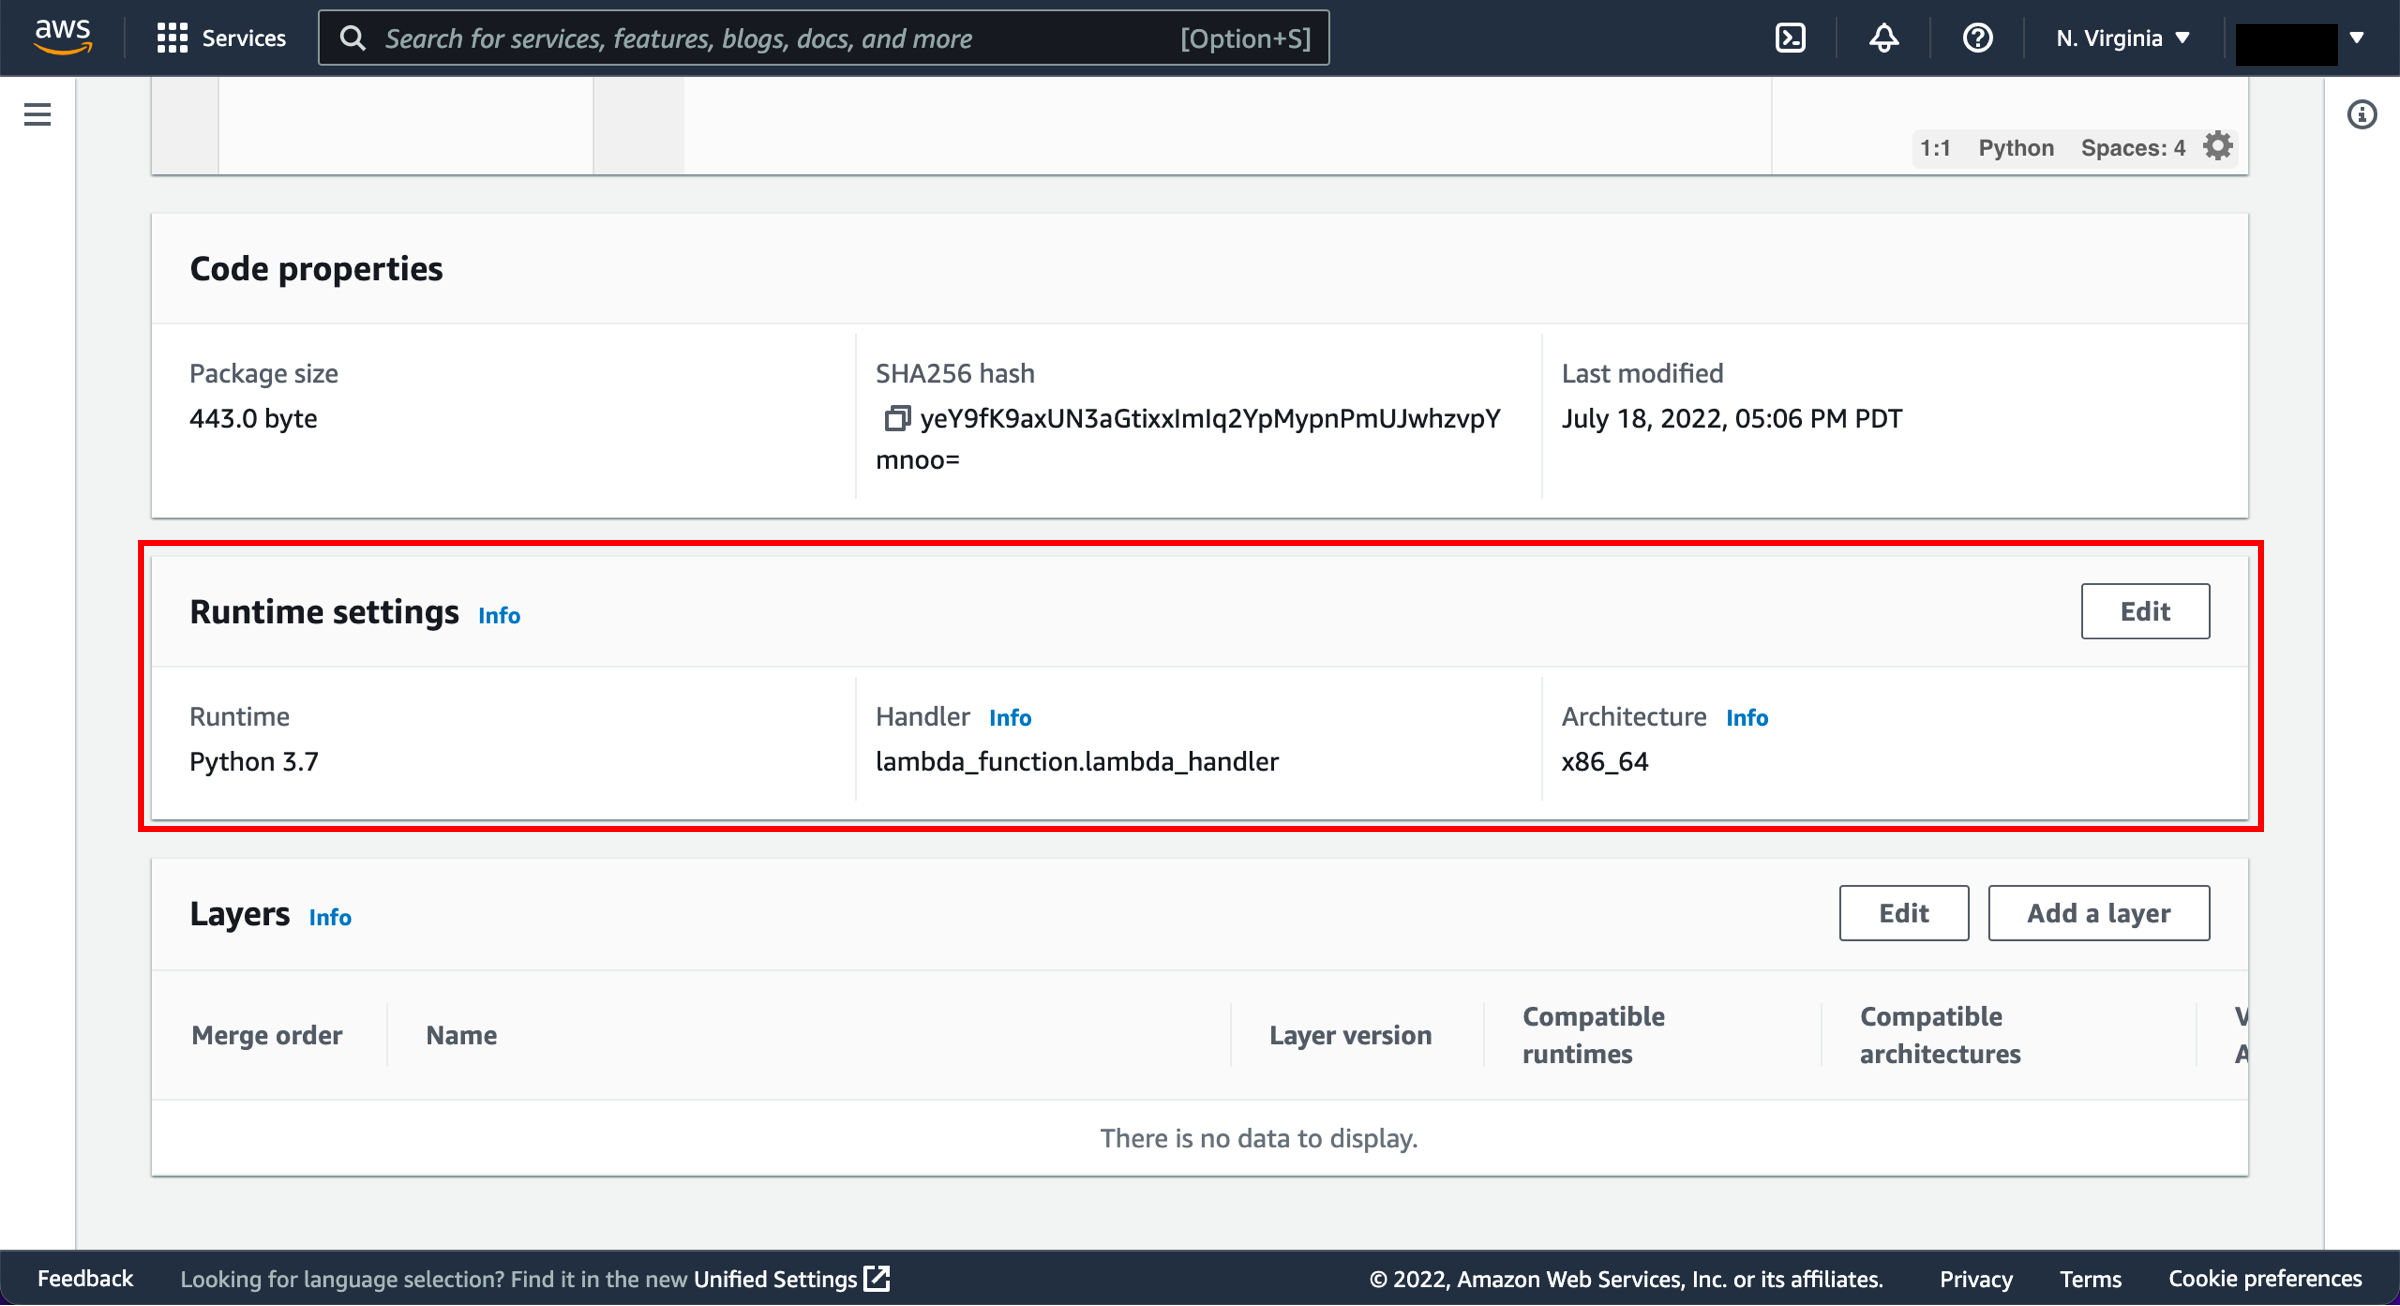 aws Services Search for services, features, blogs, docs, and more [Option+S] N. Virginia
1:1 Python Spaces: 4
Code properties
Package size
443.0 byte
SHA256 hash
yeY9fK9axUN3aGtixxImIq2YpMypnPmUJwhzvpY
mnoo=
Last modified
July 18, 2022, 05:06 PM PDT
Runtime settings Info
Edit
Runtime
Python 3.7
Handler Info
lambda_function.lambda_handler
Architecture Info
x86_64
Layers Info
Edit Add a layer
Merge order
Name
Layer version
Compatible
runtimes
Compatible
architectures
There is no data to display.
Feedback Looking for language selection? Find it in the new Unified Settings © 2022, Amazon Web Services, Inc. or its affiliates. Privacy Terms Cookie preferences